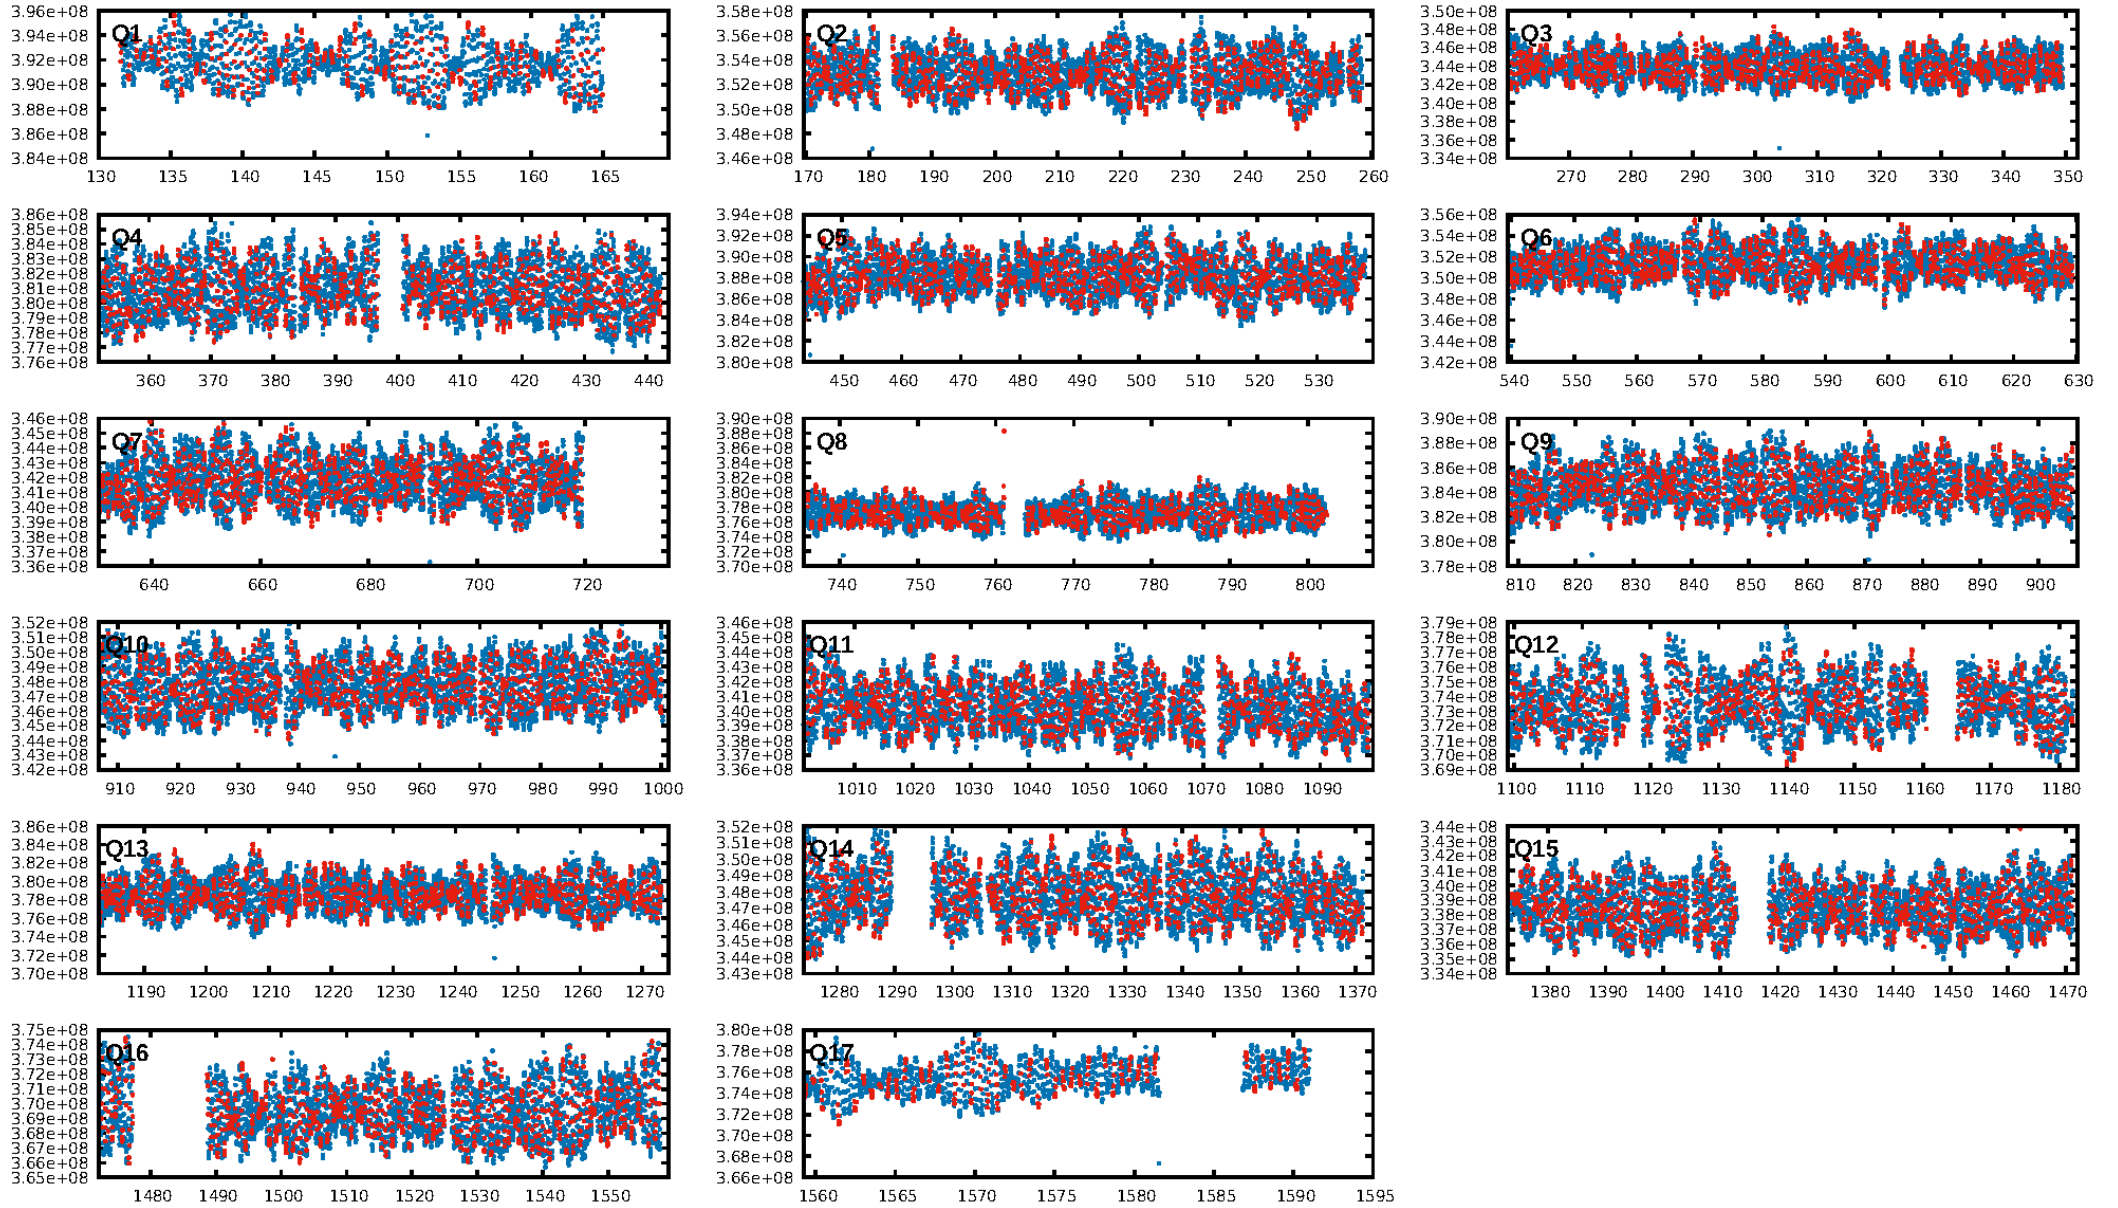 Q1
3.96e+08
3.94e+08
3.92e+08
3.90e+08
3.88e+08
3.86e+08
3.84e+08
130 135 140 145 150 155 160 165
Q2
3.58e+08
3.56e+08
3.54e+08
3.52e+08
3.50e+08
3.48e+08
3.46e+08
170 180 190 200 210 220 230 240 250 260
Q3
3.50e+08
3.48e+08
3.46e+08
3.44e+08
3.42e+08
3.40e+08
3.38e+08
3.36e+08
3.34e+08
270 280 290 300 310 320 330 340 350
Q4
3.86e+08
3.85e+08
3.84e+08
3.83e+08
3.82e+08
3.81e+08
3.80e+08
3.79e+08
3.78e+08
3.77e+08
3.76e+08
360 370 380 390 400 410 420 430 440
Q5
3.94e+08
3.92e+08
3.90e+08
3.88e+08
3.86e+08
3.84e+08
3.82e+08
3.80e+08
450 460 470 480 490 500 510 520 530
Q6
3.56e+08
3.54e+08
3.52e+08
3.50e+08
3.48e+08
3.46e+08
3.44e+08
3.42e+08
540 550 560 570 580 590 600 610 620 630
Q7
3.46e+08
3.45e+08
3.44e+08
3.43e+08
3.42e+08
3.41e+08
3.40e+08
3.39e+08
3.38e+08
3.37e+08
3.36e+08
640 660 680 700 720
Q8
3.90e+08
3.88e+08
3.86e+08
3.84e+08
3.82e+08
3.80e+08
3.78e+08
3.76e+08
3.74e+08
3.72e+08
3.70e+08
740 750 760 770 780 790 800
Q9
3.90e+08
3.88e+08
3.86e+08
3.84e+08
3.82e+08
3.80e+08
3.78e+08
810 820 830 840 850 860 870 880 890 900
Q10
3.52e+08
3.51e+08
3.50e+08
3.49e+08
3.48e+08
3.47e+08
3.46e+08
3.45e+08
3.44e+08
3.43e+08
3.42e+08
910 920 930 940 950 960 970 980 990 1000
Q11
3.46e+08
3.45e+08
3.44e+08
3.43e+08
3.42e+08
3.41e+08
3.40e+08
3.39e+08
3.38e+08
3.37e+08
3.36e+08
1010 1020 1030 1040 1050 1060 1070 1080 1090
Q12
3.79e+08
3.78e+08
3.77e+08
3.76e+08
3.75e+08
3.74e+08
3.73e+08
3.72e+08
3.71e+08
3.70e+08
3.69e+08
1100 1110 1120 1130 1140 1150 1160 1170 1180
Q13
3.86e+08
3.84e+08
3.82e+08
3.80e+08
3.78e+08
3.76e+08
3.74e+08
3.72e+08
3.70e+08
1190 1200 1210 1220 1230 1240 1250 1260 1270
Q14
3.52e+08
3.51e+08
3.50e+08
3.49e+08
3.48e+08
3.47e+08
3.46e+08
3.45e+08
3.44e+08
3.43e+08
1280 1290 1300 1310 1320 1330 1340 1350 1360 1370
Q15
3.44e+08
3.42e+08
3.41e+08
3.40e+08
3.39e+08
3.38e+08
3.37e+08
3.36e+08
3.35e+08
3.34e+08
1380 1390 1400 1410 1420 1430 1440 1450 1460 1470
Q16
3.75e+08
3.74e+08
3.73e+08
3.72e+08
3.71e+08
3.70e+08
3.69e+08
3.68e+08
3.67e+08
3.66e+08
3.65e+08
1480 1490 1500 1510 1520 1530 1540 1550
Q17
3.80e+08
3.78e+08
3.76e+08
3.74e+08
3.72e+08
3.70e+08
3.68e+08
3.66e+08
1560 1565 1570 1575 1580 1585 1590 1595